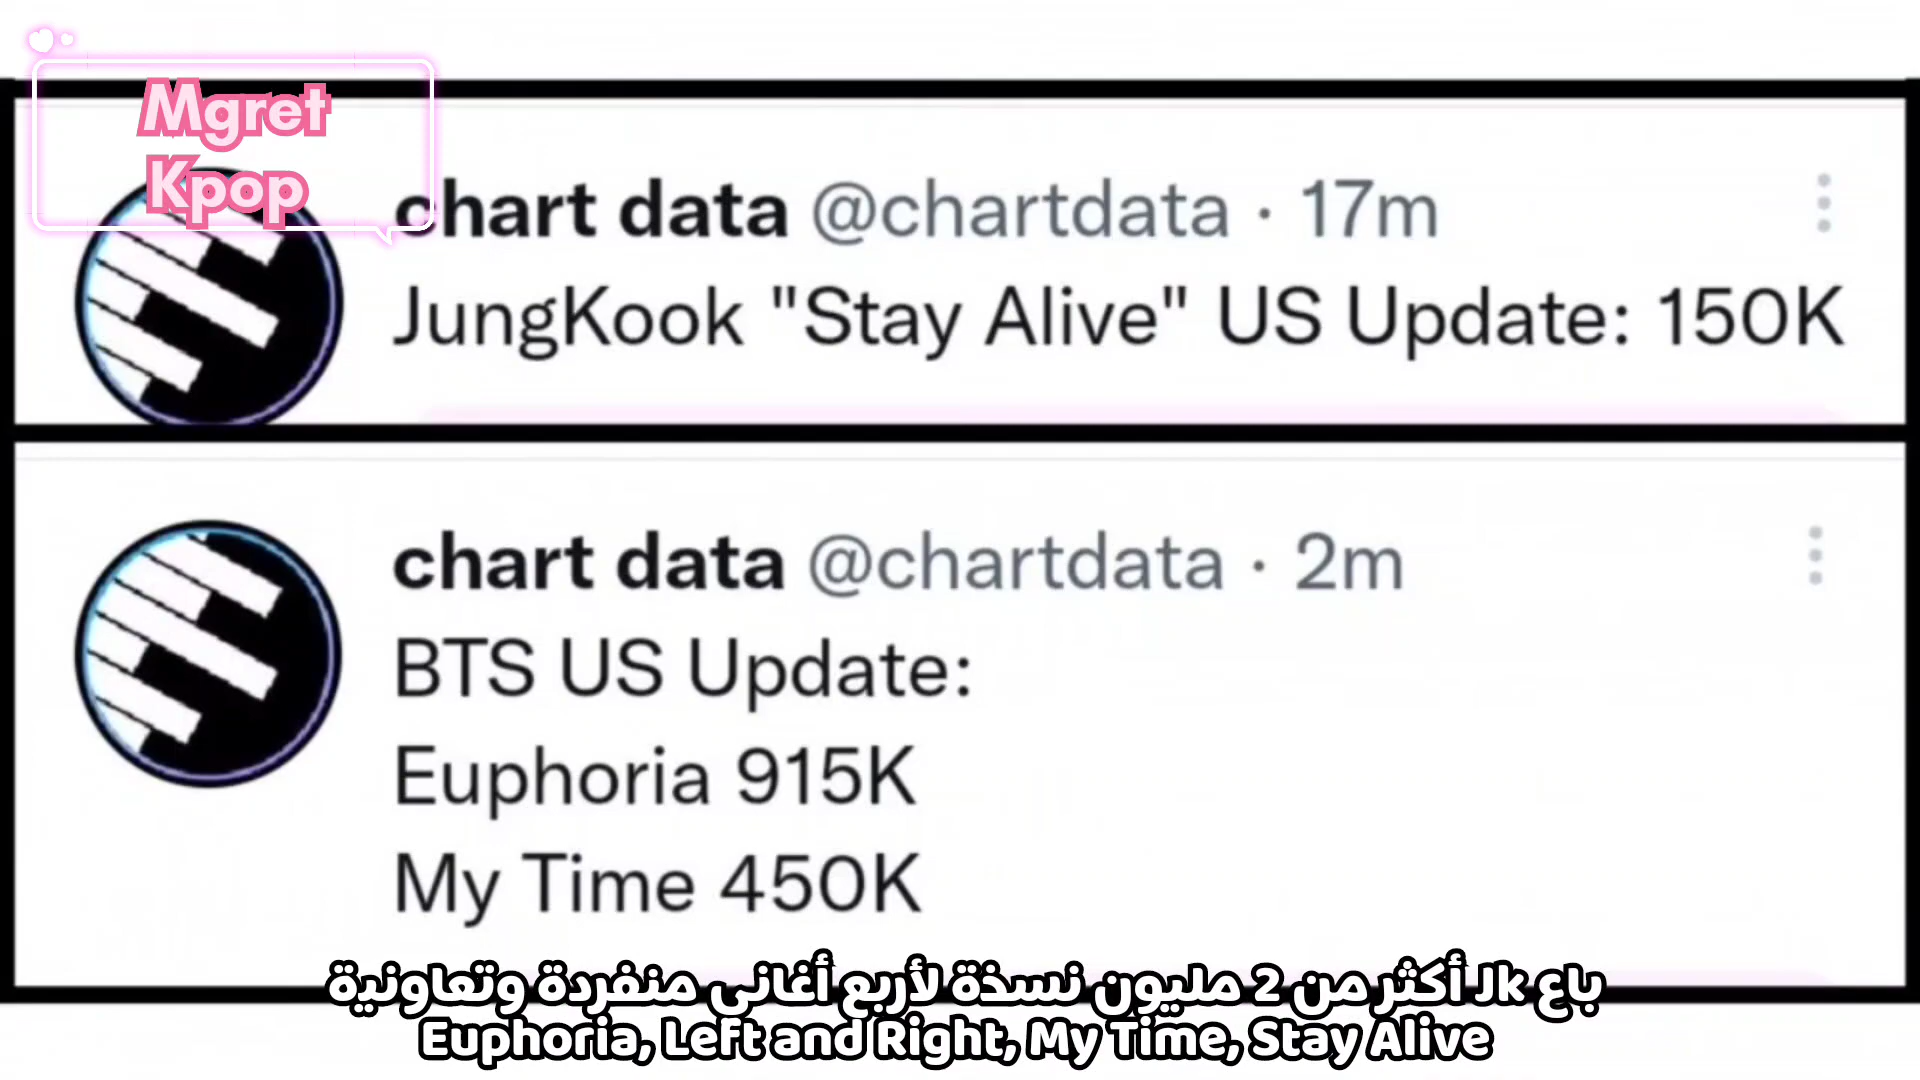 Mgret
Kpop
chart data @chartdata · 17m
JungKook "Stay Alive" US Update: 150K
chart data @chartdata · 2m
BTS US Update:
Euphoria 915K
My Time 450K
باع Jk أكثر من 2 مليون نسخة لأربع أغاني منفردة وتعاونية
Euphoria, Left and Right, My Time, Stay Alive